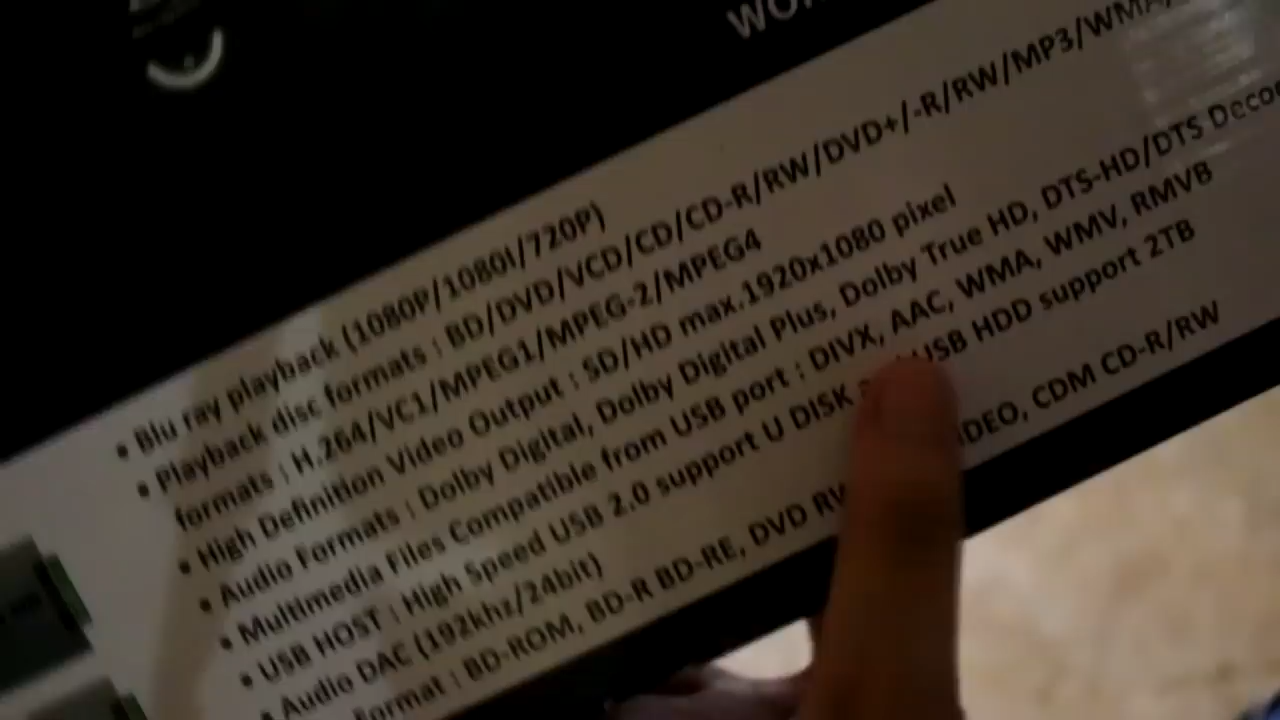 • Blu ray playback (1080P/1080I/720P)
• Playback disc formats : BD/DVD/VCD/CD/CD-R/RW/DVD+/-R/RW/MP3/WMA/
formats : H.264/VC1/MPEG1/MPEG-2/MPEG4
• High Definition Video Output : SD/HD max.1920x1080 pixel
• Audio Formats : Dolby Digital, Dolby Digital Plus, Dolby True HD, DTS-HD/DTS
• Multimedia Files Compatible from USB port : DIVX, AAC, WMA, WMV, RMVB
• USB HOST : High Speed USB 2.0 support U DISK USB HDD support 2TB
• Audio DAC (192khz/24bit)
Format : BD-ROM, BD-R BD-RE, DVD CDM CD-R/RW